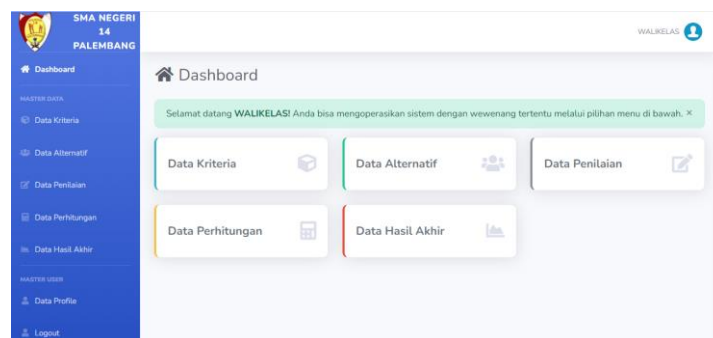 SMA NEGERI
14
PALEMBANG
WALIKELAS
Dashboard
MASTER DATA
Data Kriteria
Data Alternatif
Data Penilaian
Data Perhitungan
Data Hasil Akhir
MASTER USER
Data Profile
Logout
Dashboard
Selamat datang WALIKELAS! Anda bisa mengoperasikan sistem dengan wewenang tertentu melalui pilihan menu di bawah. ×
Data Kriteria
Data Alternatif
Data Penilaian
Data Perhitungan
Data Hasil Akhir